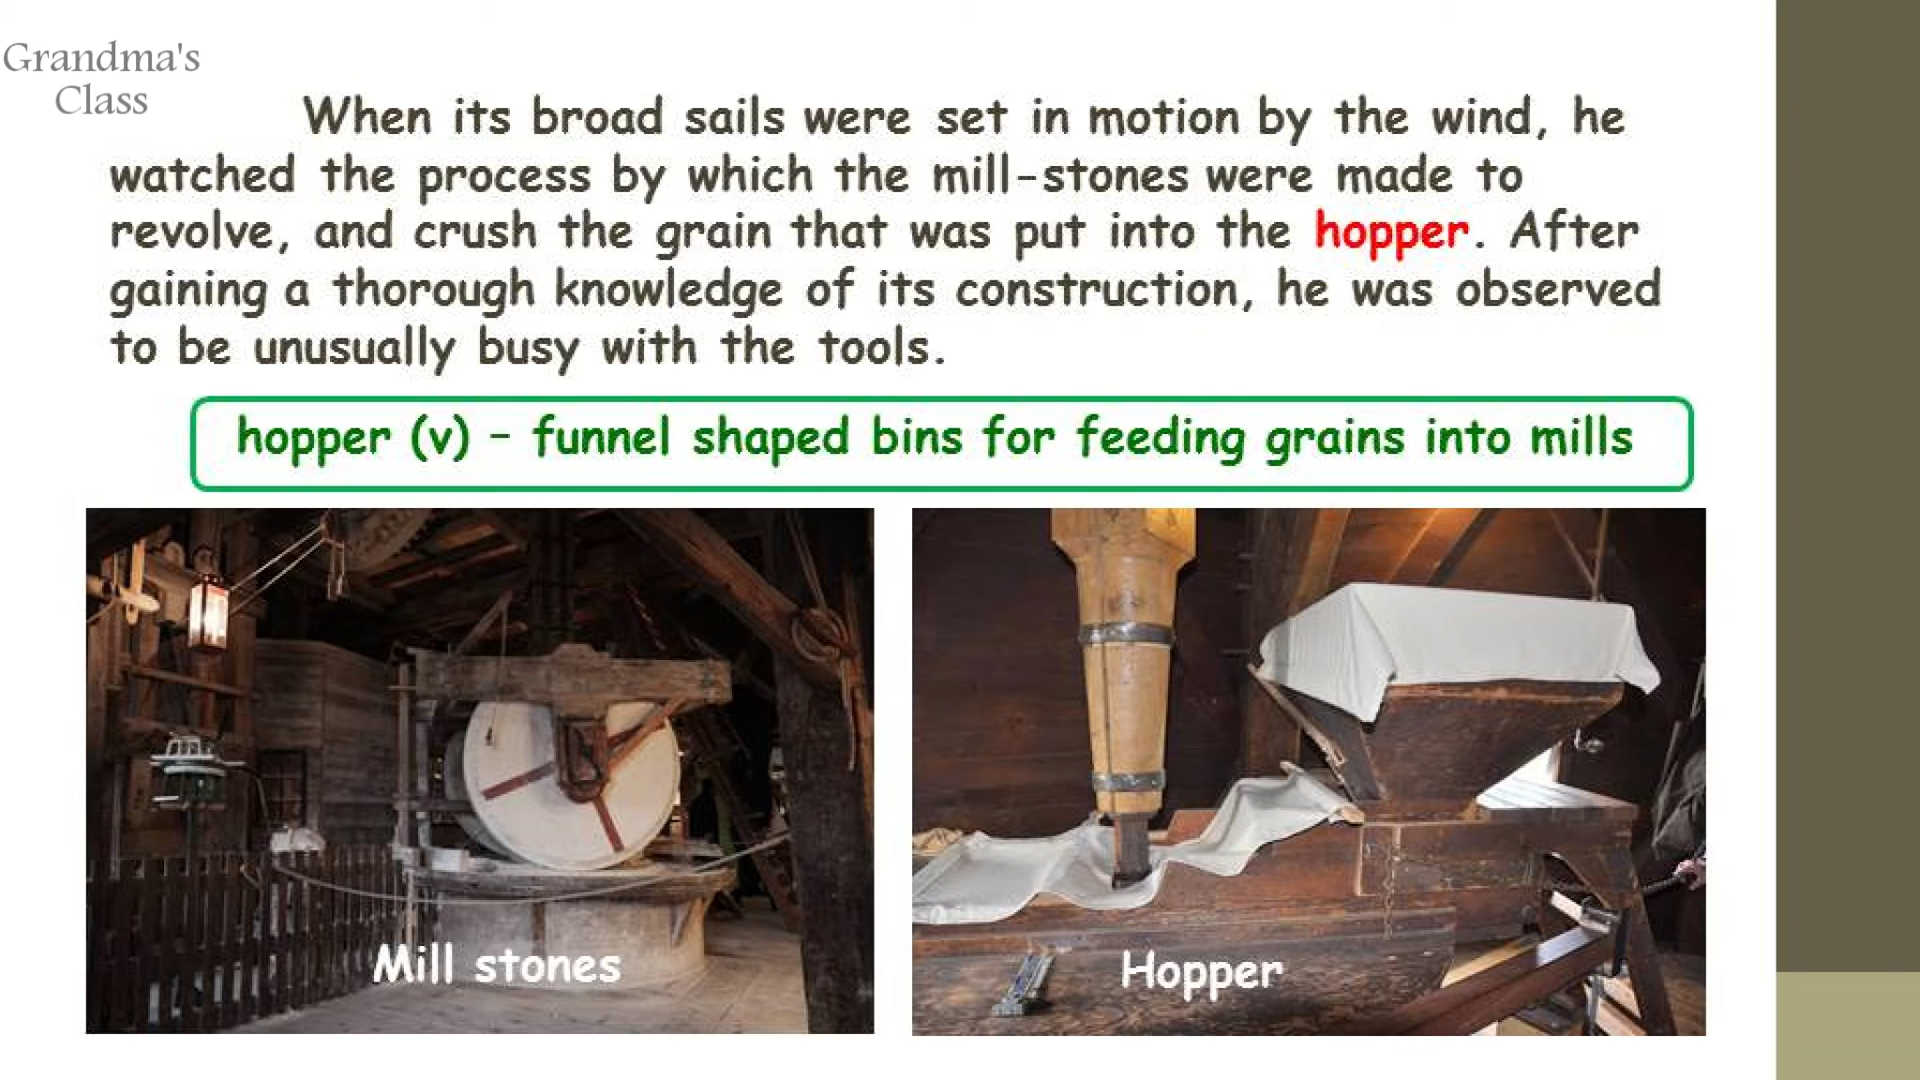 Grandma's
Class
When its broad sails were set in motion by the wind, he
watched the process by which the mill-stones were made to
revolve, and crush the grain that was put into the hopper. After
gaining a thorough knowledge of its construction, he was observed
to be unusually busy with the tools.
hopper (v) - funnel shaped bins for feeding grains into mills
Mill stones
Hopper